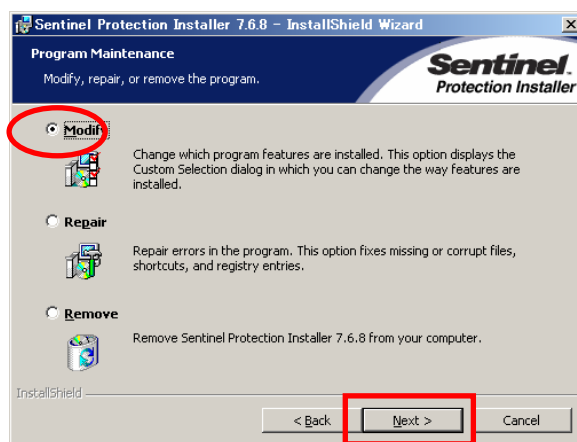 Sentinel Protection Installer 7.6.8 - InstallShield Wizard
Program Maintenance
Modify, repair, or remove the program.
Sentinel.
Protection Installer
Modify
Change which program features are installed. This option displays the
Custom Selection dialog in which you can change the way features are
installed.
Repair
Repair errors in the program. This option fixes missing or corrupt files,
shortcuts, and registry entries.
Remove
Remove Sentinel Protection Installer 7.6.8 from your computer.
InstallShield
< Back
Next >
Cancel